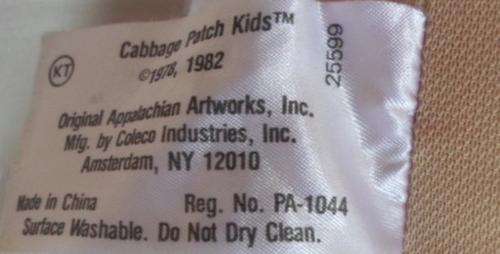 Cabbage Patch Kids™
KT
©1978, 1982
25599
Original Appalachian Artworks, Inc.
Mfg. by Coleco Industries, Inc.
Amsterdam, NY 12010
Made in China Reg. No. PA-1044
Surface Washable. Do Not Dry Clean.